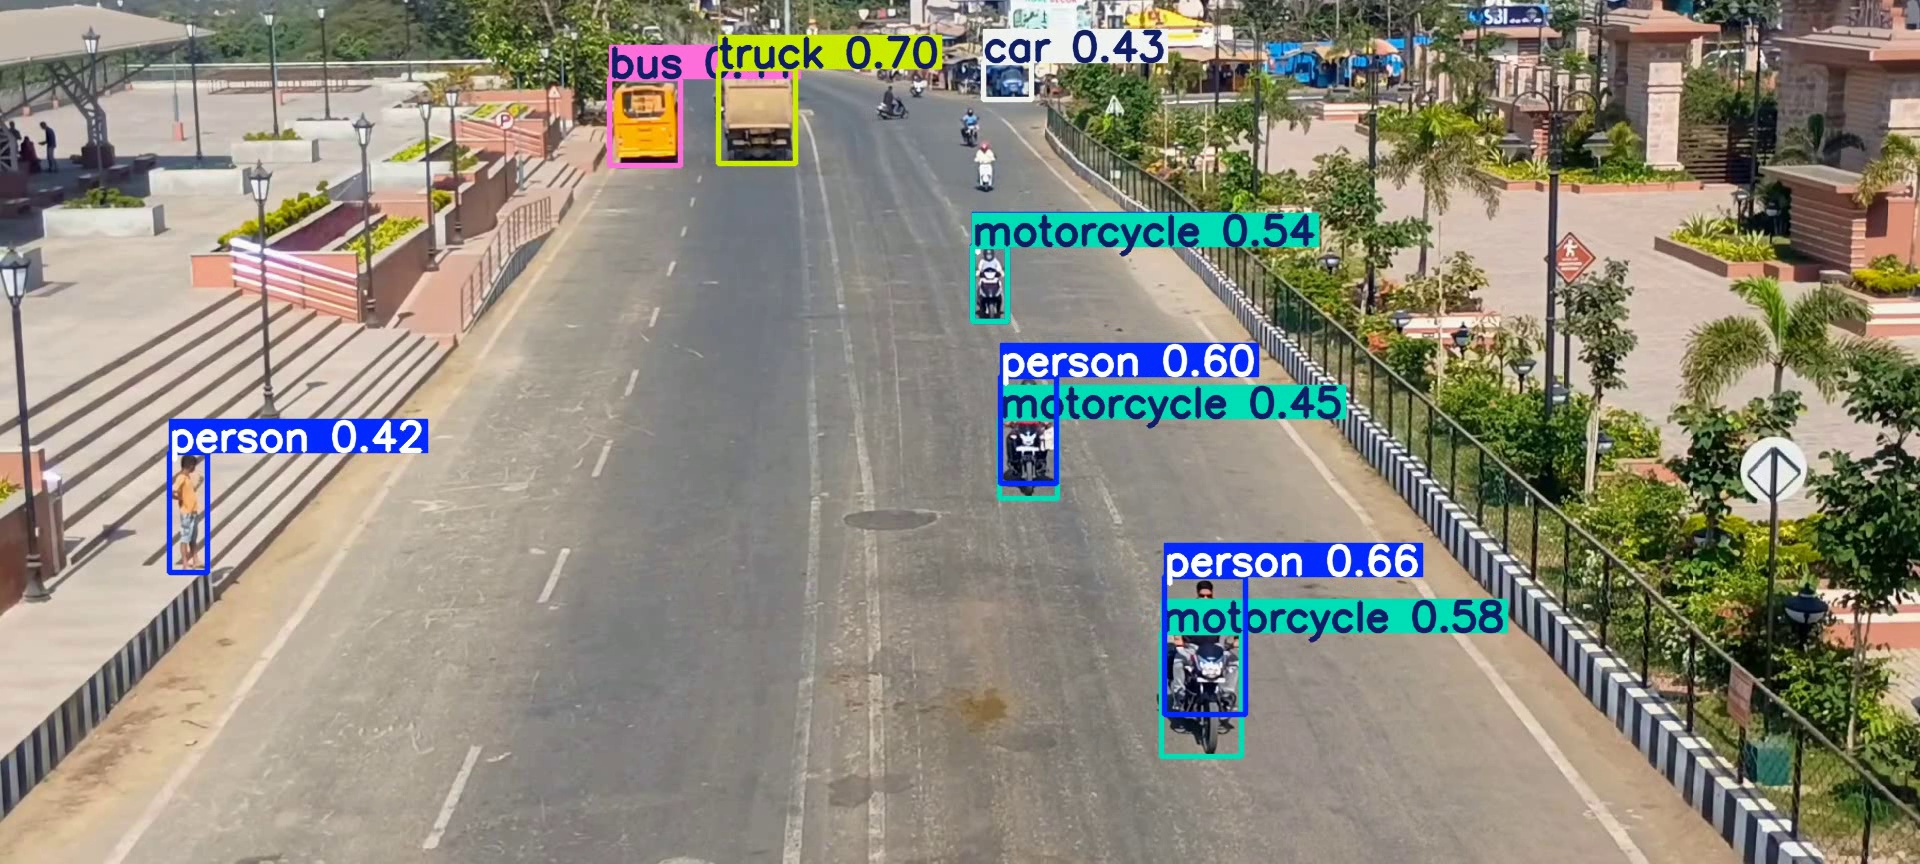 SBI
bus
truck 0.70
car 0.43
motorcycle 0.54
person 0.60
motorcycle 0.45
person 0.42
person 0.66
motorcycle 0.58
P